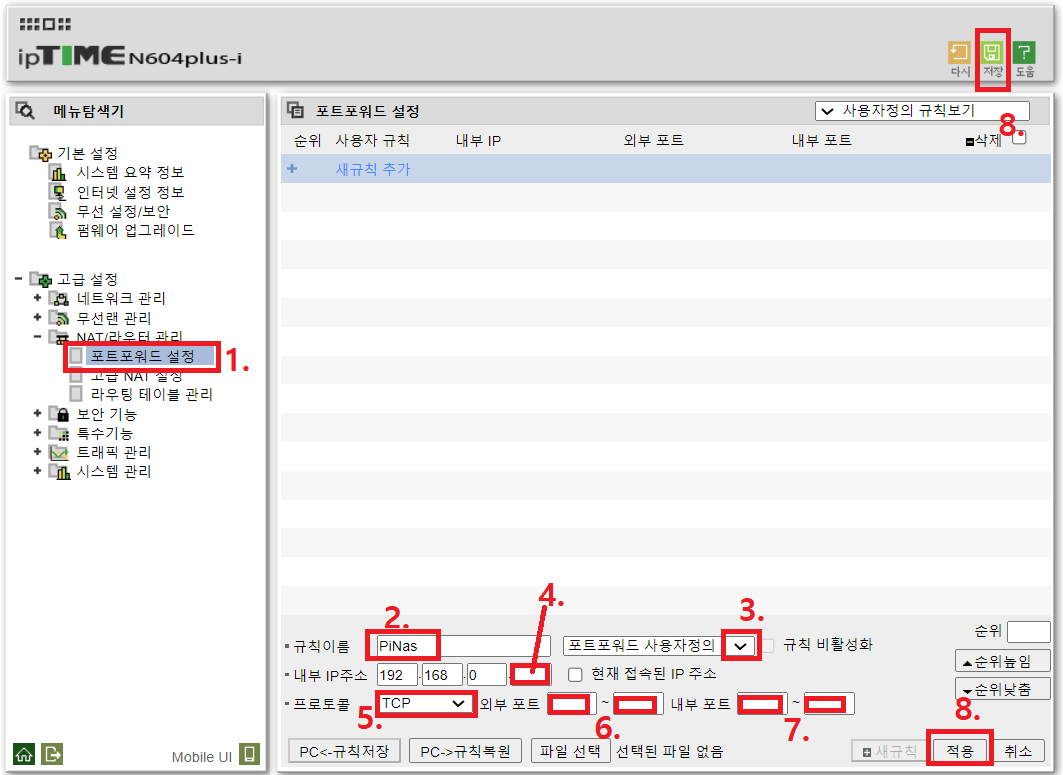 ipTIME N604plus-i
다시 저장 도움
8.
메뉴탐색기
기본 설정
시스템 요약 정보
인터넷 설정 정보
무선 설정/보안
펌웨어 업그레이드
고급 설정
네트워크 관리
무선랜 관리
NAT/라우터 관리
포트포워드 설정 1.
고급 NAT 설정
라우팅 테이블 관리
보안 기능
특수기능
트래픽 관리
시스템 관리
Mobile UI
포트포워드 설정 사용자정의 규칙보기
순위 사용자 규칙 내부 IP 외부 포트 내부 포트 삭제
+ 새규칙 추가
4.
2. 3.
순위
규칙이름 PiNas 포트포워드 사용자정의 규칙 비활성화
순위높임
내부 IP주소 192 . 168 . 0 . 현재 접속된 IP 주소
순위낮춤
프로토콜 TCP 외부 포트 ~ 내부 포트 ~
5. 6. 7. 8.
PC<-규칙저장 PC->규칙복원 파일 선택 선택된 파일 없음 새규칙 적용 취소